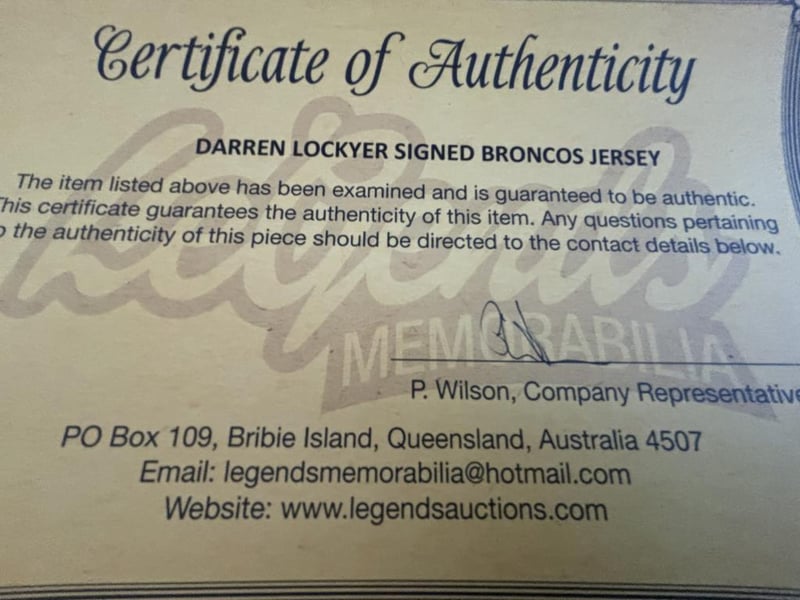 Certificate of Authenticity
DARREN LOCKYER SIGNED BRONCOS JERSEY
The item listed above has been examined and is guaranteed to be authentic.
This certificate guarantees the authenticity of this item. Any questions pertaining
o the authenticity of this piece should be directed to the contact details below.
Legends
MEMORABILIA
P. Wilson, Company Representative
PO Box 109, Bribie Island, Queensland, Australia 4507
Email: legendsmemorabilia@hotmail.com
Website: www.legendsauctions.com